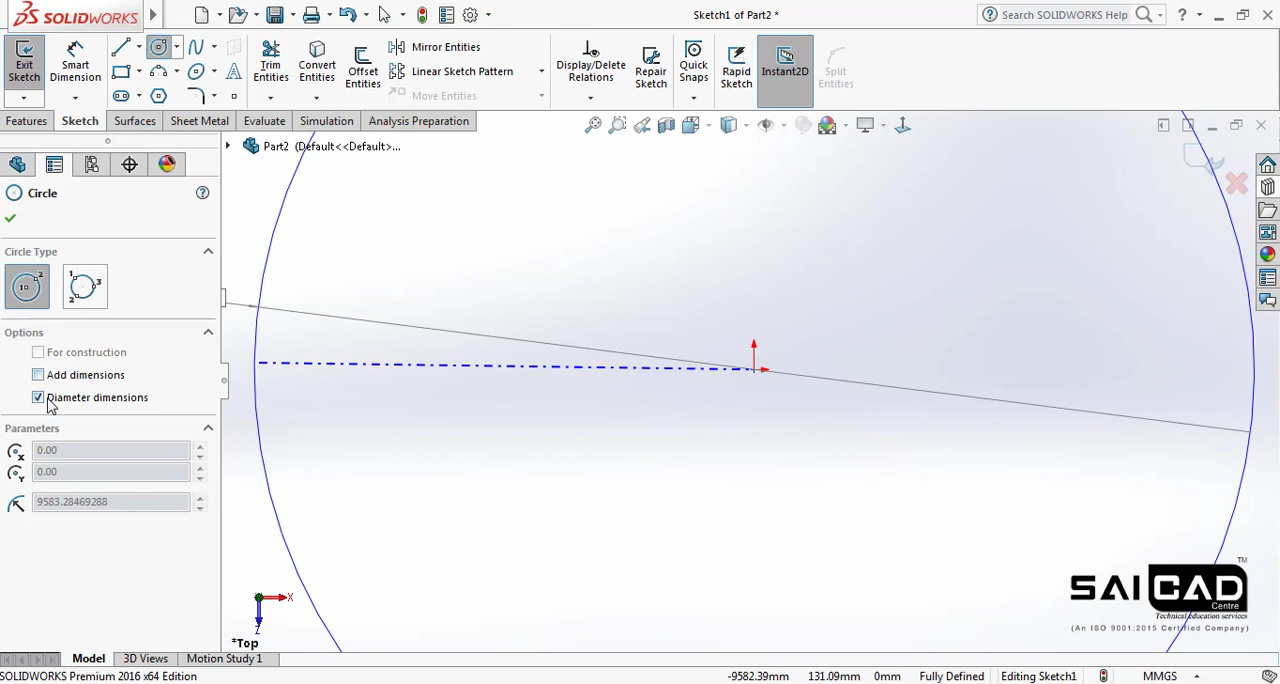 SOLIDWORKS
Sketch1 of Part2 *
Search SOLIDWORKS Help
Exit Sketch
Smart Dimension
Trim Entities
Convert Entities
Offset Entities
Mirror Entities
Linear Sketch Pattern
Move Entities
Display/Delete Relations
Repair Sketch
Quick Snaps
Rapid Sketch
Instant2D
Split Entities
Features Sketch Surfaces Sheet Metal Evaluate Simulation Analysis Preparation
Part2 (Default<<Default>...
Circle
Circle Type
Options
For construction
Add dimensions
Diameter dimensions
Parameters
0.00
0.00
9583.28469288
X
Z
*Top
SAICAD
TM
Centre
Technical education services
(An ISO 9001:2015 Certified Company)
Model 3D Views Motion Study 1
SOLIDWORKS Premium 2016 x64 Edition -9582.39mm 131.09mm 0mm Fully Defined Editing Sketch1 MMGS